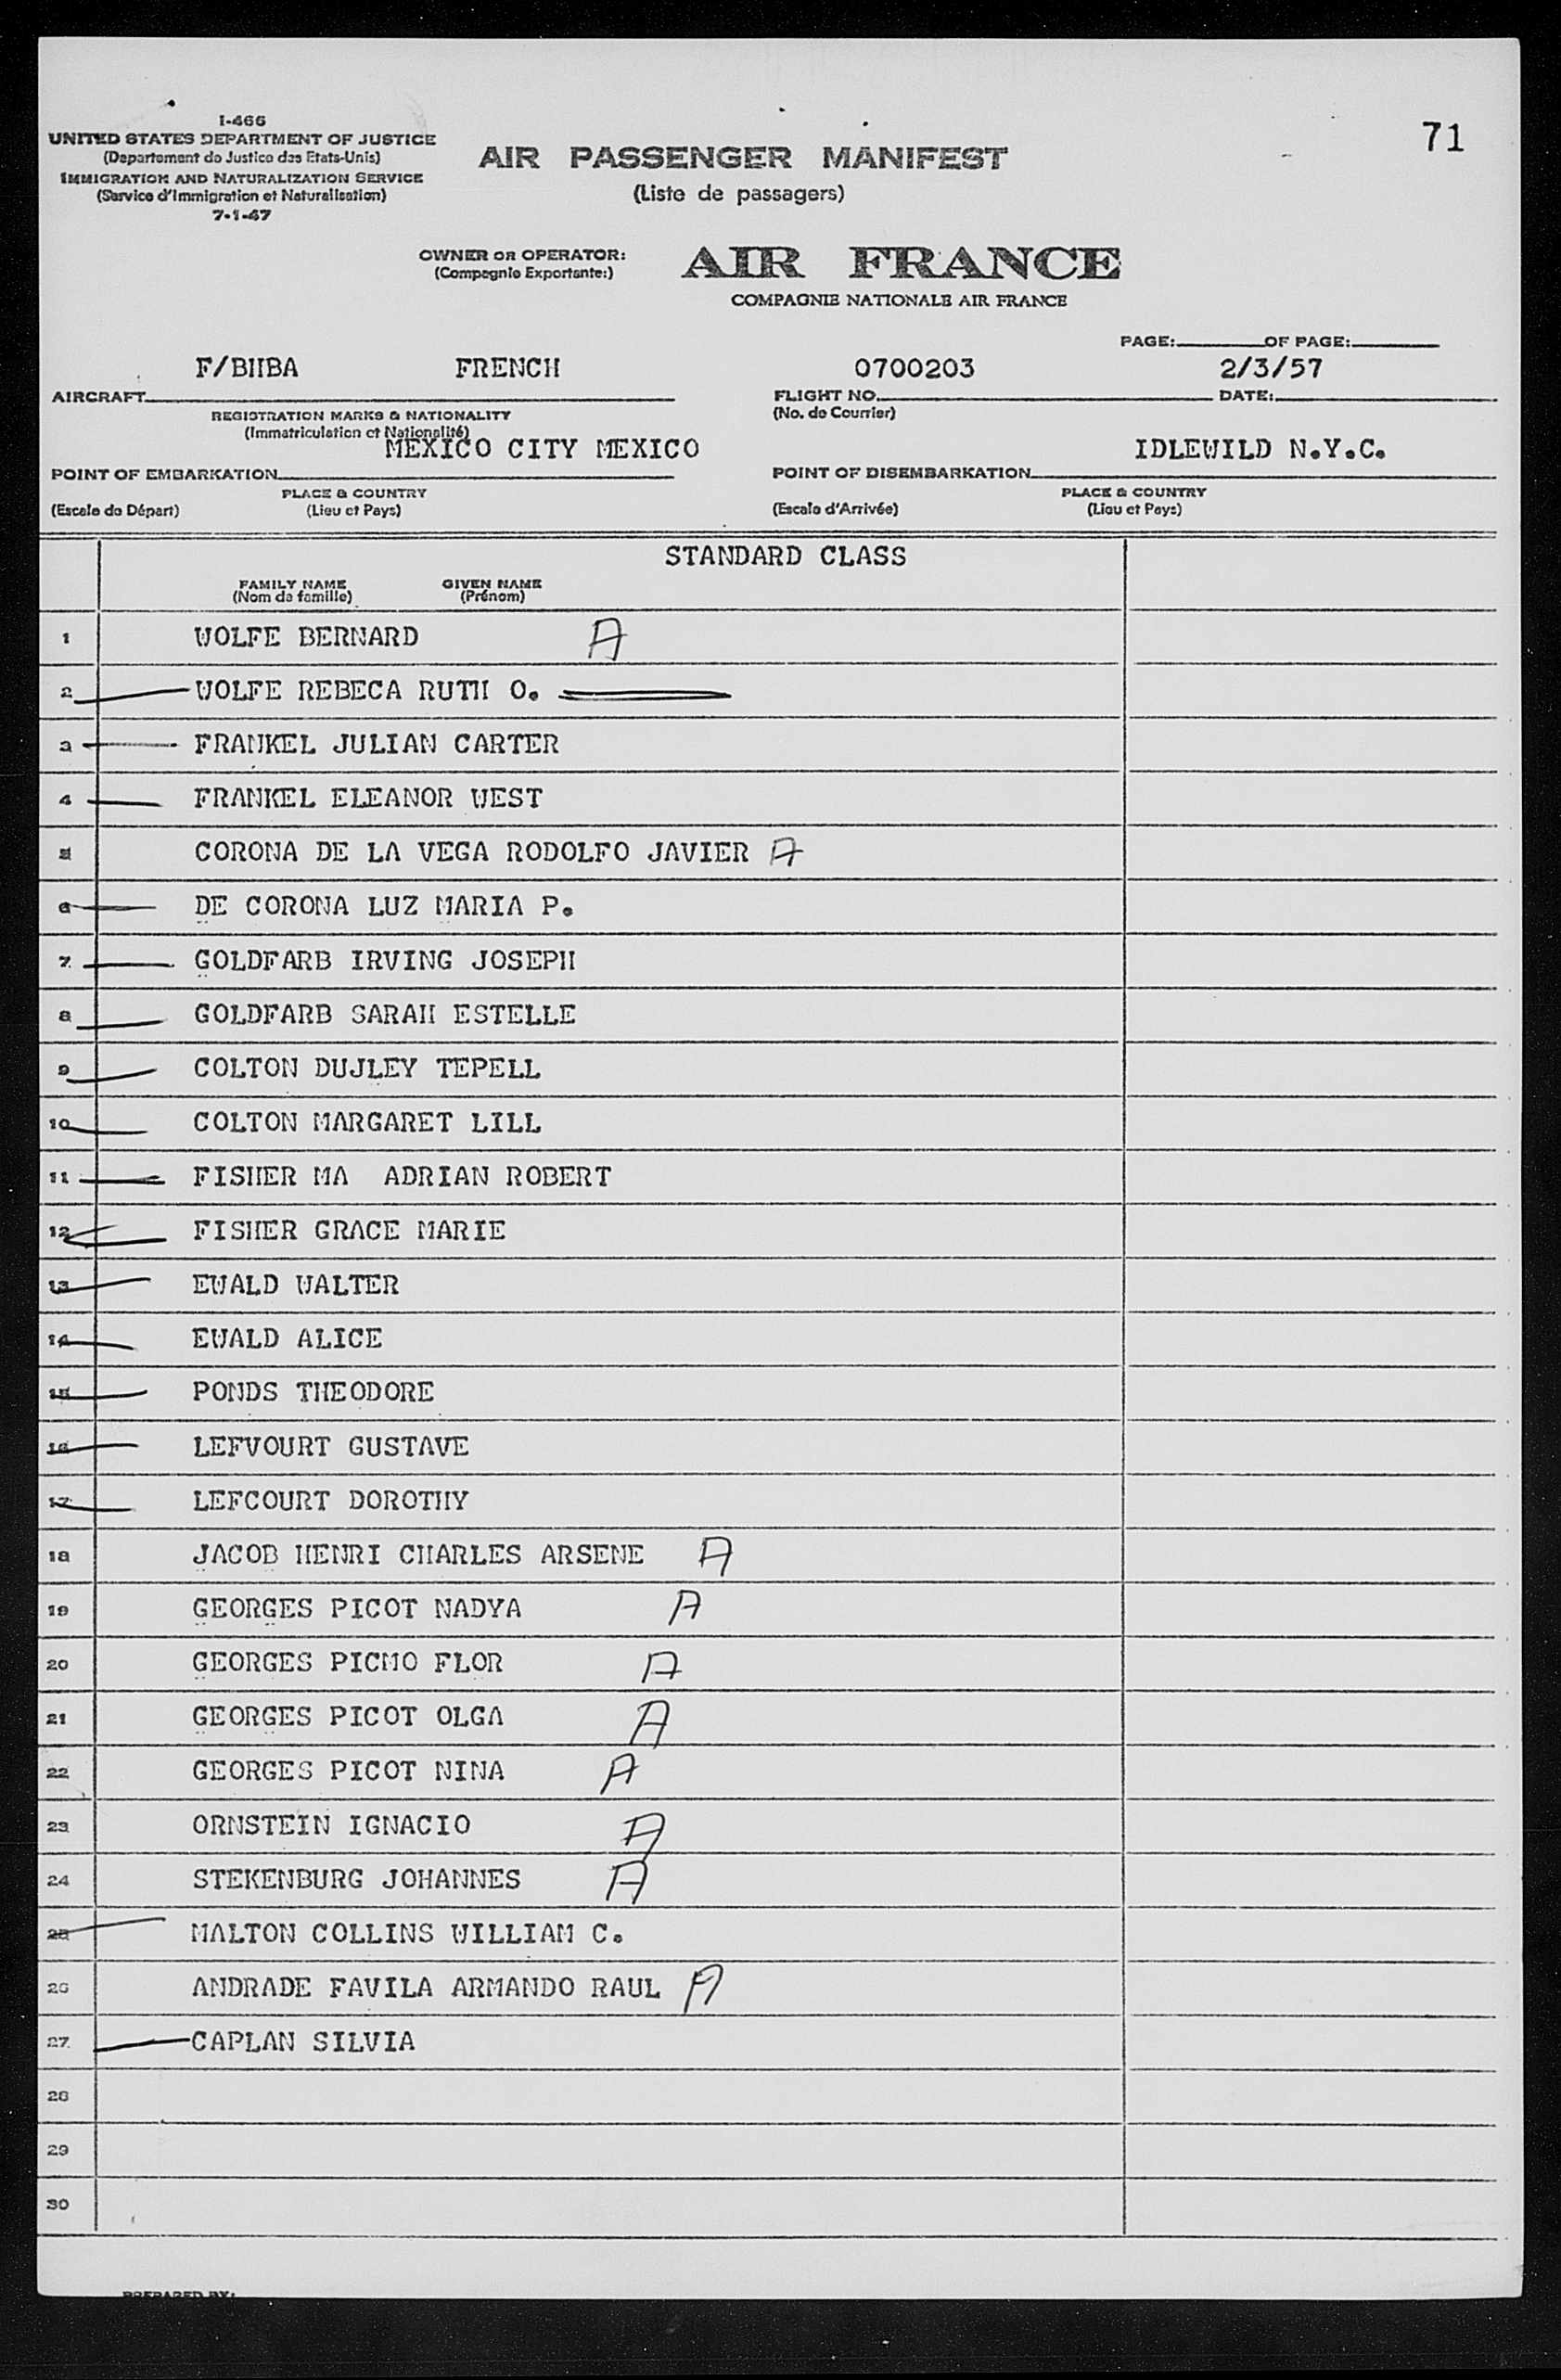 I-466
UNITED STATES DEPARTMENT OF JUSTICE
(Departement de Justice des Etats-Unis)
IMMIGRATION AND NATURALIZATION SERVICE
(Service d'Immigration et Naturalisation)
7-1-47
AIR PASSENGER MANIFEST
(Liste de passagers)
71
OWNER OR OPERATOR:
(Compagnie Exportante:)
AIR FRANCE
COMPAGNIE NATIONALE AIR FRANCE
PAGE: OF PAGE:
F/BHBA FRENCH 0700203 2/3/57
AIRCRAFT FLIGHT NO. DATE:
REGISTRATION MARKS & NATIONALITY (No. de Courrier)
(Immatriculation et Nationalité)
MEXICO CITY MEXICO IDLEWILD N.Y.C.
POINT OF EMBARKATION POINT OF DISEMBARKATION
PLACE & COUNTRY PLACE & COUNTRY
(Escale de Départ) (Lieu et Pays) (Escale d'Arrivée) (Lieu et Pays)
STANDARD CLASS
FAMILY NAME GIVEN NAME
(Nom de famille) (Prénom)
1 WOLFE BERNARD A
2 WOLFE REBECA RUTH O.
3 FRANKEL JULIAN CARTER
4 FRANKEL ELEANOR WEST
5 CORONA DE LA VEGA RODOLFO JAVIER A
6 DE CORONA LUZ MARIA P.
7 GOLDFARB IRVING JOSEPH
8 GOLDFARB SARAH ESTELLE
9 COLTON DUJLEY TEPELL
10 COLTON MARGARET LILL
11 FISHER MA ADRIAN ROBERT
12 FISHER GRACE MARIE
13 EWALD WALTER
14 EWALD ALICE
15 PONDS THEODORE
16 LEFVOURT GUSTAVE
17 LEFCOURT DOROTHY
18 JACOB HENRI CHARLES ARSENE A
19 GEORGES PICOT NADYA A
20 GEORGES PICMO FLOR A
21 GEORGES PICOT OLGA A
22 GEORGES PICOT NINA A
23 ORNSTEIN IGNACIO A
24 STEKENBURG JOHANNES A
25 MALTON COLLINS WILLIAM C.
26 ANDRADE FAVILA ARMANDO RAUL A
27 CAPLAN SILVIA
28
29
30
PREPARED BY: